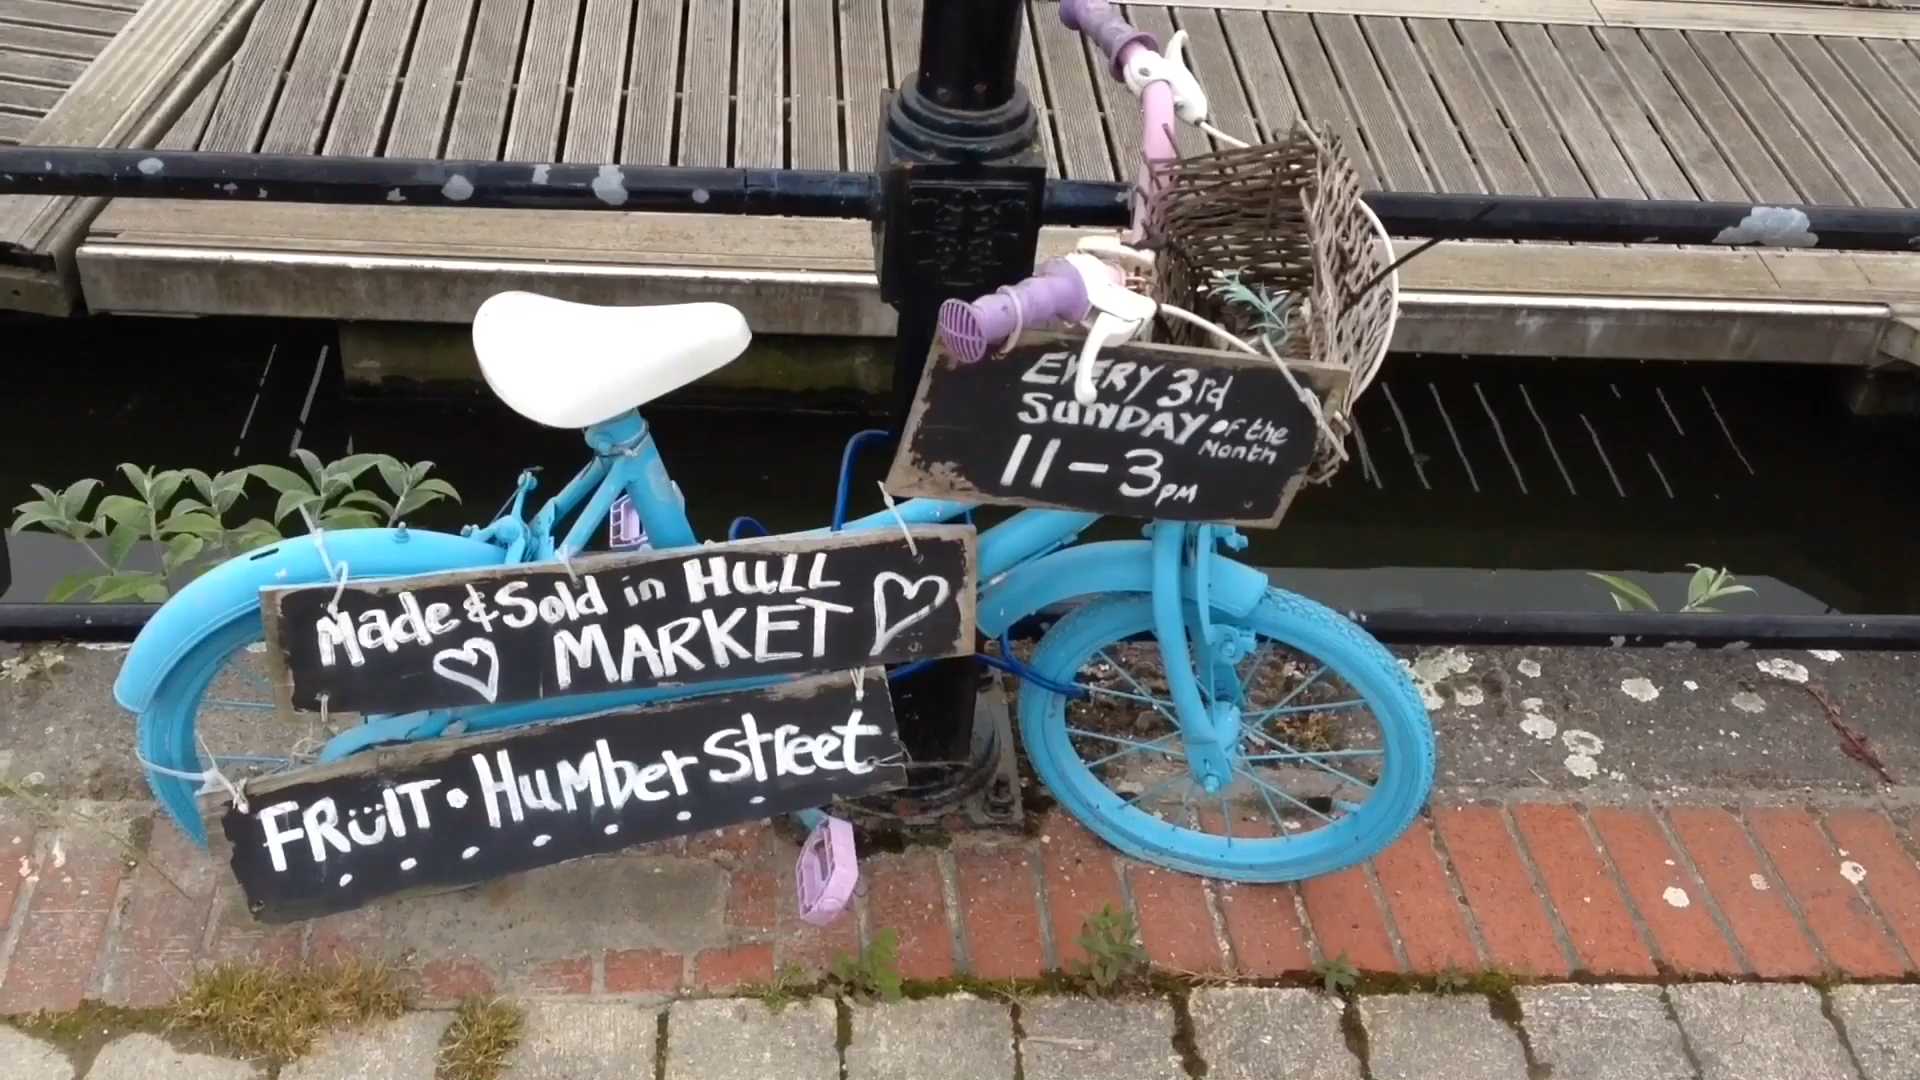 EVERY 3rd
SUNDAY of the
Month
11-3pm
Made & Sold in HULL
MARKET
FRüIT • Humber Street